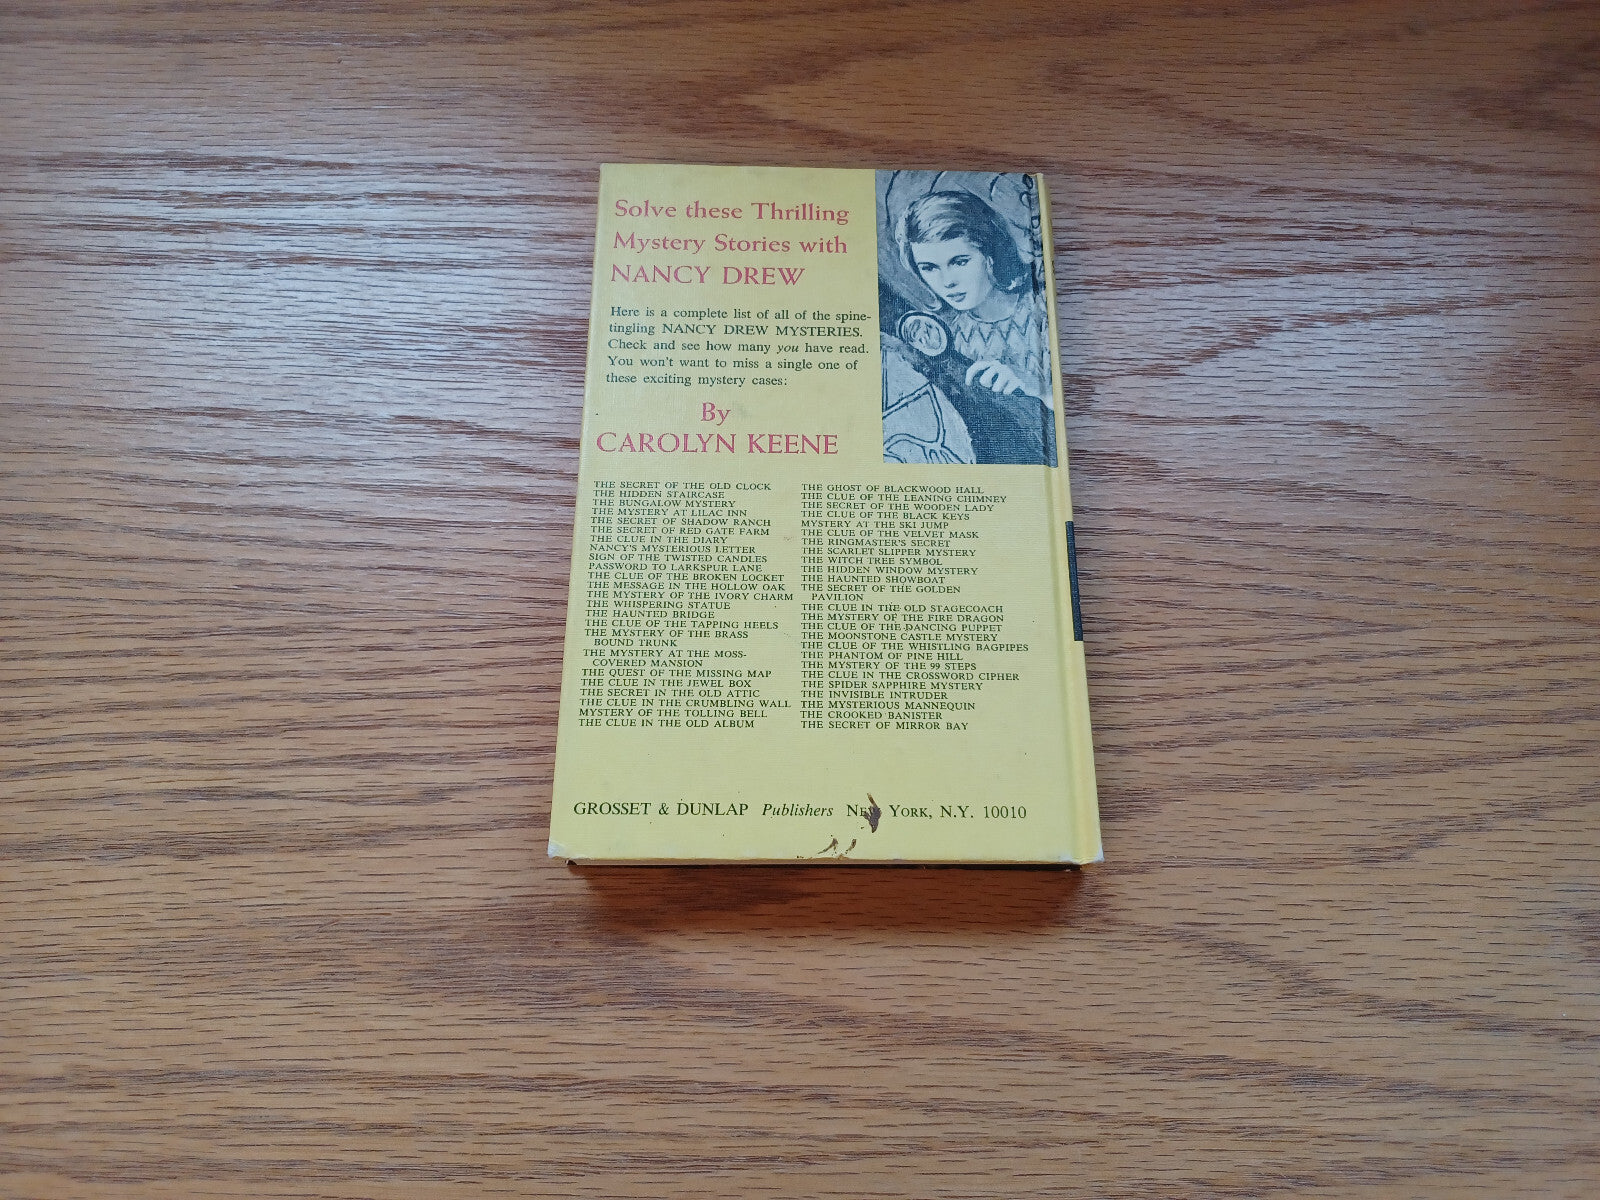 Solve these Thrilling
Mystery Stories with
NANCY DREW
Here is a complete list of all of the spine-
tingling NANCY DREW MYSTERIES.
Check and see how many you have read.
You won't want to miss a single one of
these exciting mystery cases:
By
CAROLYN KEENE
THE SECRET OF THE OLD CLOCK
THE HIDDEN STAIRCASE
THE BUNGALOW MYSTERY
THE MYSTERY AT LILAC INN
THE SECRET OF SHADOW RANCH
THE SECRET OF RED GATE FARM
THE CLUE IN THE DIARY
NANCY'S MYSTERIOUS LETTER
SIGN OF THE TWISTED CANDLES
PASSWORD TO LARKSPUR LANE
THE CLUE OF THE BROKEN LOCKET
THE MESSAGE IN THE HOLLOW OAK
THE MYSTERY OF THE IVORY CHARM
THE WHISPERING STATUE
THE HAUNTED BRIDGE
THE CLUE OF THE TAPPING HEELS
THE MYSTERY OF THE BRASS
BOUND TRUNK
THE MYSTERY AT THE MOSS-
COVERED MANSION
THE QUEST OF THE MISSING MAP
THE CLUE IN THE JEWEL BOX
THE SECRET IN THE OLD ATTIC
THE CLUE IN THE CRUMBLING WALL
MYSTERY OF THE TOLLING BELL
THE CLUE IN THE OLD ALBUM
THE GHOST OF BLACKWOOD HALL
THE CLUE OF THE LEANING CHIMNEY
THE SECRET OF THE WOODEN LADY
THE CLUE OF THE BLACK KEYS
MYSTERY AT THE SKI JUMP
THE CLUE OF THE VELVET MASK
THE RINGMASTER'S SECRET
THE SCARLET SLIPPER MYSTERY
THE WITCH TREE SYMBOL
THE HIDDEN WINDOW MYSTERY
THE HAUNTED SHOWBOAT
THE SECRET OF THE GOLDEN
PAVILION
THE CLUE IN THE OLD STAGECOACH
THE MYSTERY OF THE FIRE DRAGON
THE CLUE OF THE DANCING PUPPET
THE MOONSTONE CASTLE MYSTERY
THE CLUE OF THE WHISTLING BAGPIPES
THE PHANTOM OF PINE HILL
THE MYSTERY OF THE 99 STEPS
THE CLUE IN THE CROSSWORD CIPHER
THE SPIDER SAPPHIRE MYSTERY
THE INVISIBLE INTRUDER
THE MYSTERIOUS MANNEQUIN
THE CROOKED BANISTER
THE SECRET OF MIRROR BAY
GROSSET & DUNLAP Publishers NEW YORK, N.Y. 10010